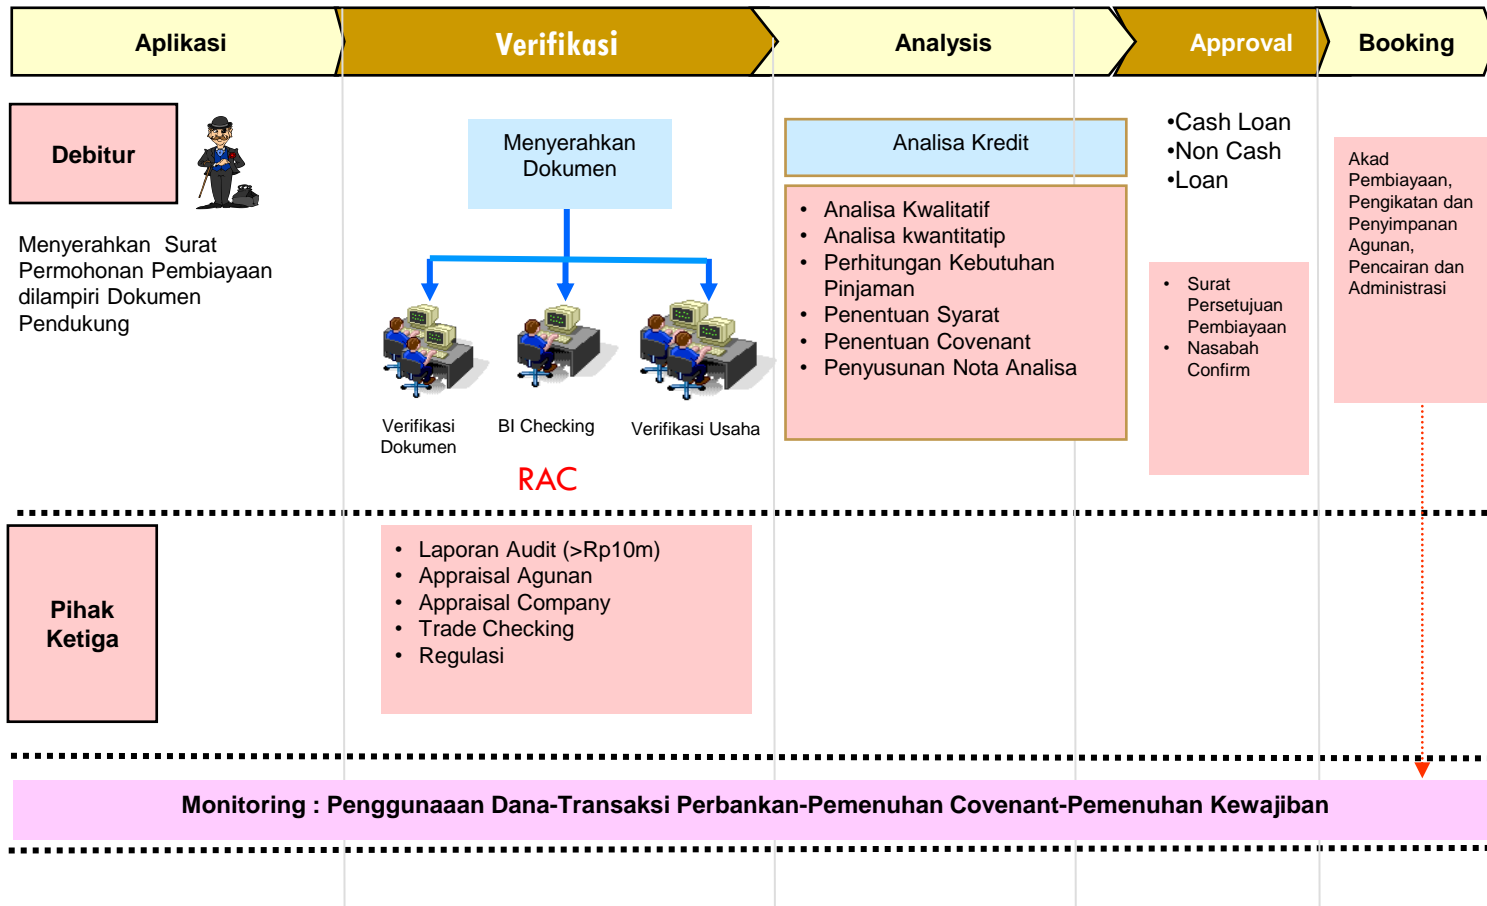 Aplikasi
Verifikasi
Analysis
Approval
Booking
Debitur
Menyerahkan Surat
Permohonan Pembiayaan
dilampiri Dokumen
Pendukung
Menyerahkan
Dokumen
Verifikasi
Dokumen
BI Checking
Verifikasi Usaha
RAC
Analisa Kredit
• Analisa Kwalitatif
• Analisa kwantitatip
• Perhitungan Kebutuhan
Pinjaman
• Penentuan Syarat
• Penentuan Covenant
• Penyusunan Nota Analisa
•Cash Loan
•Non Cash
•Loan
• Surat
Persetujuan
Pembiayaan
• Nasabah
Confirm
Akad
Pembiayaan,
Pengikatan dan
Penyimpanan
Agunan,
Pencairan dan
Administrasi
Pihak
Ketiga
• Laporan Audit (>Rp10m)
• Appraisal Agunan
• Appraisal Company
• Trade Checking
• Regulasi
Monitoring : Penggunaaan Dana-Transaksi Perbankan-Pemenuhan Covenant-Pemenuhan Kewajiban